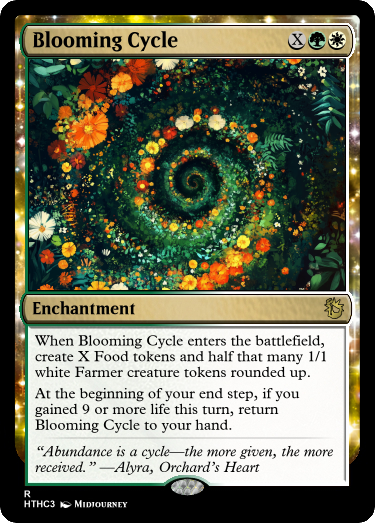 Blooming Cycle X
Enchantment
When Blooming Cycle enters the battlefield,
create X Food tokens and half that many 1/1
white Farmer creature tokens rounded up.
At the beginning of your end step, if you
gained 9 or more life this turn, return
Blooming Cycle to your hand.
“Abundance is a cycle—the more given, the more
received.” —Alyra, Orchard's Heart
R
HTHC3 Midjourney